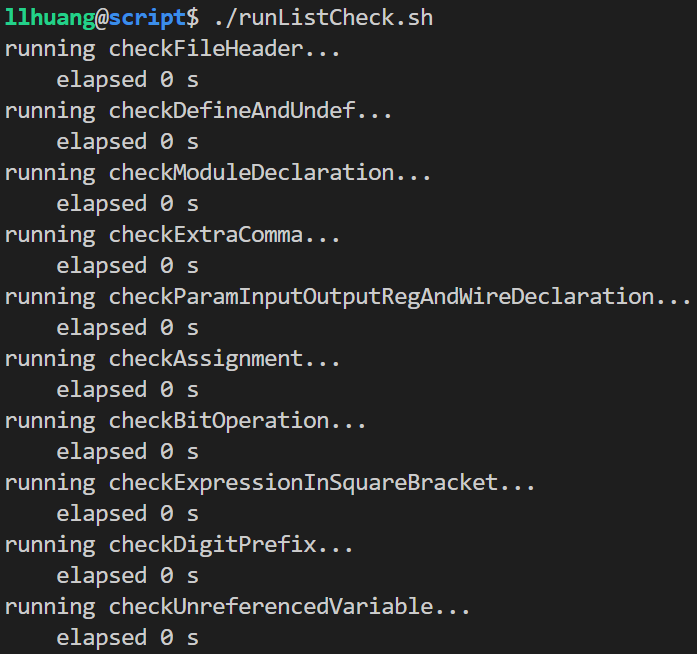 llhuang@script$ ./runListCheck.sh
running checkFileHeader...
    elapsed 0 s
running checkDefineAndUndef...
    elapsed 0 s
running checkModuleDeclaration...
    elapsed 0 s
running checkExtraComma...
    elapsed 0 s
running checkParamInputOutputRegAndWireDeclaration...
    elapsed 0 s
running checkAssignment...
    elapsed 0 s
running checkBitOperation...
    elapsed 0 s
running checkExpressionInSquareBracket...
    elapsed 0 s
running checkDigitPrefix...
    elapsed 0 s
running checkUnreferencedVariable...
    elapsed 0 s